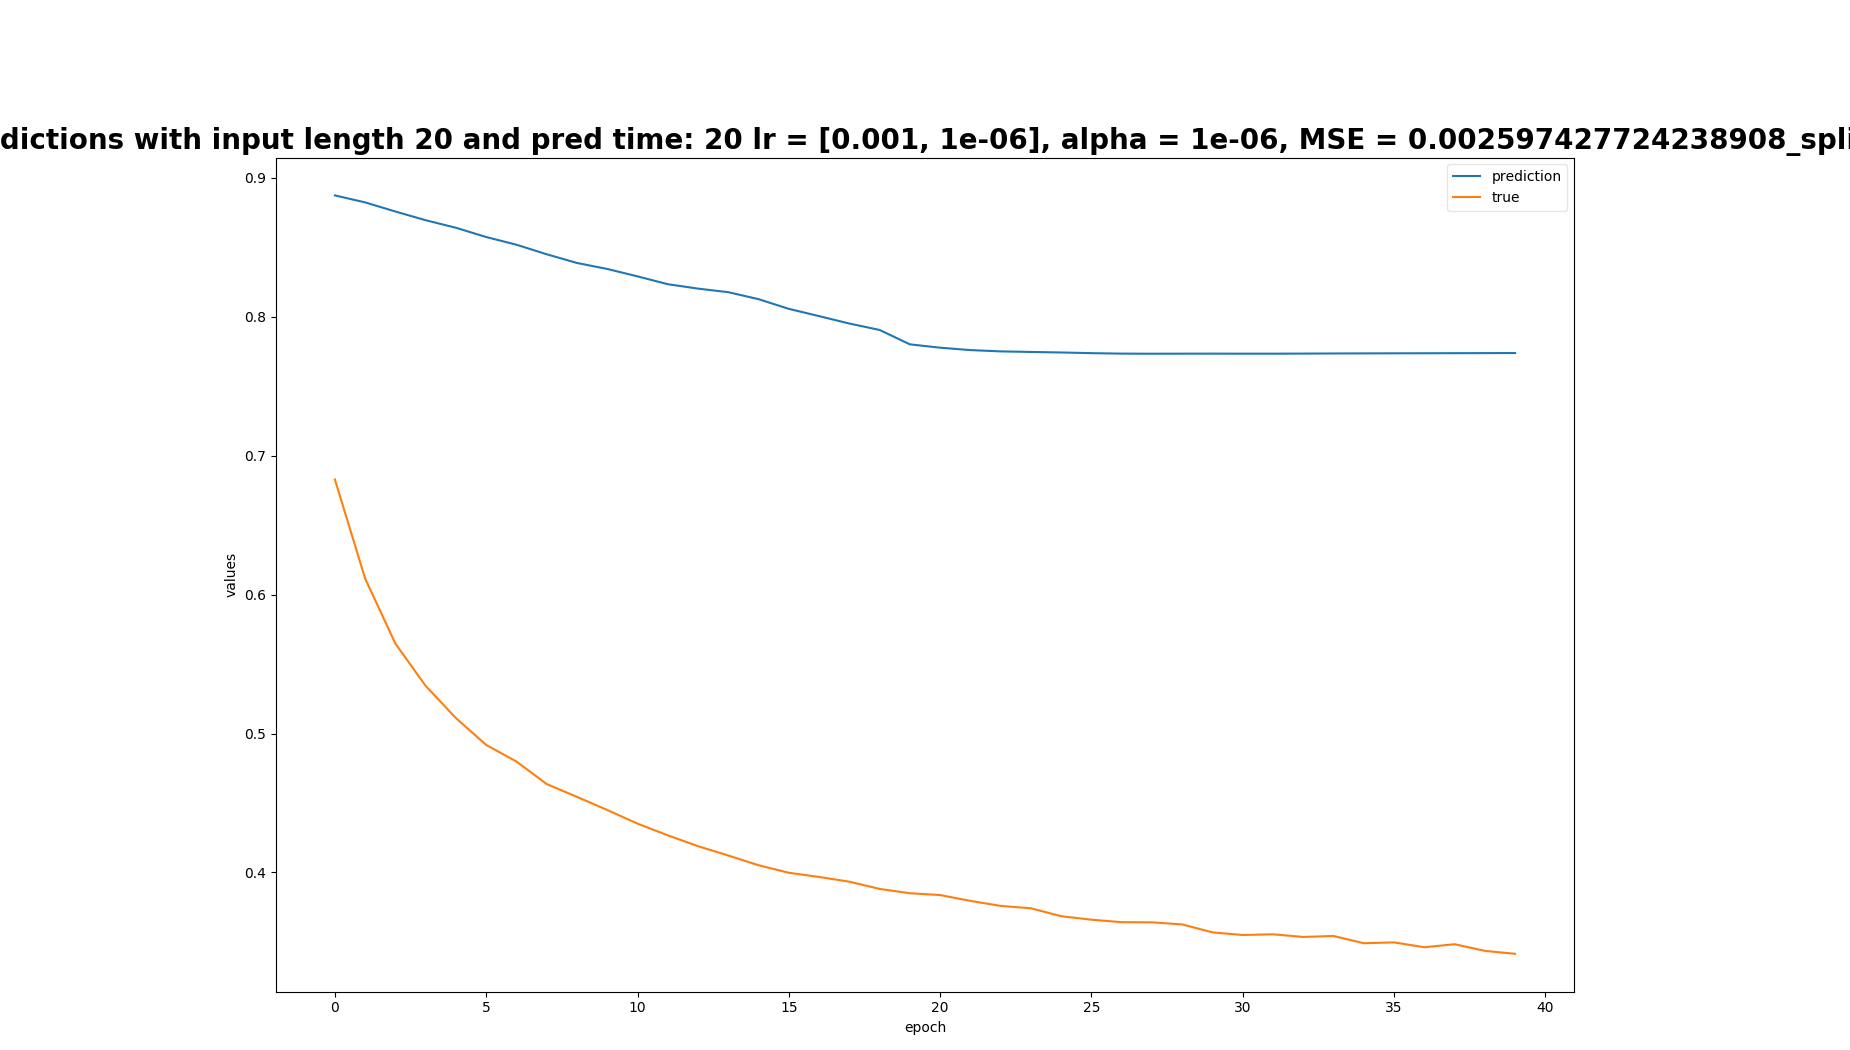 dictions with input length 20 and pred time: 20 lr = [0.001, 1e-06], alpha = 1e-06, MSE = 0.002597427724238908_spli
prediction
true
0.9
0.8
0.7
0.6
0.5
0.4
values
0 5 10 15 20 25 30 35 40
epoch